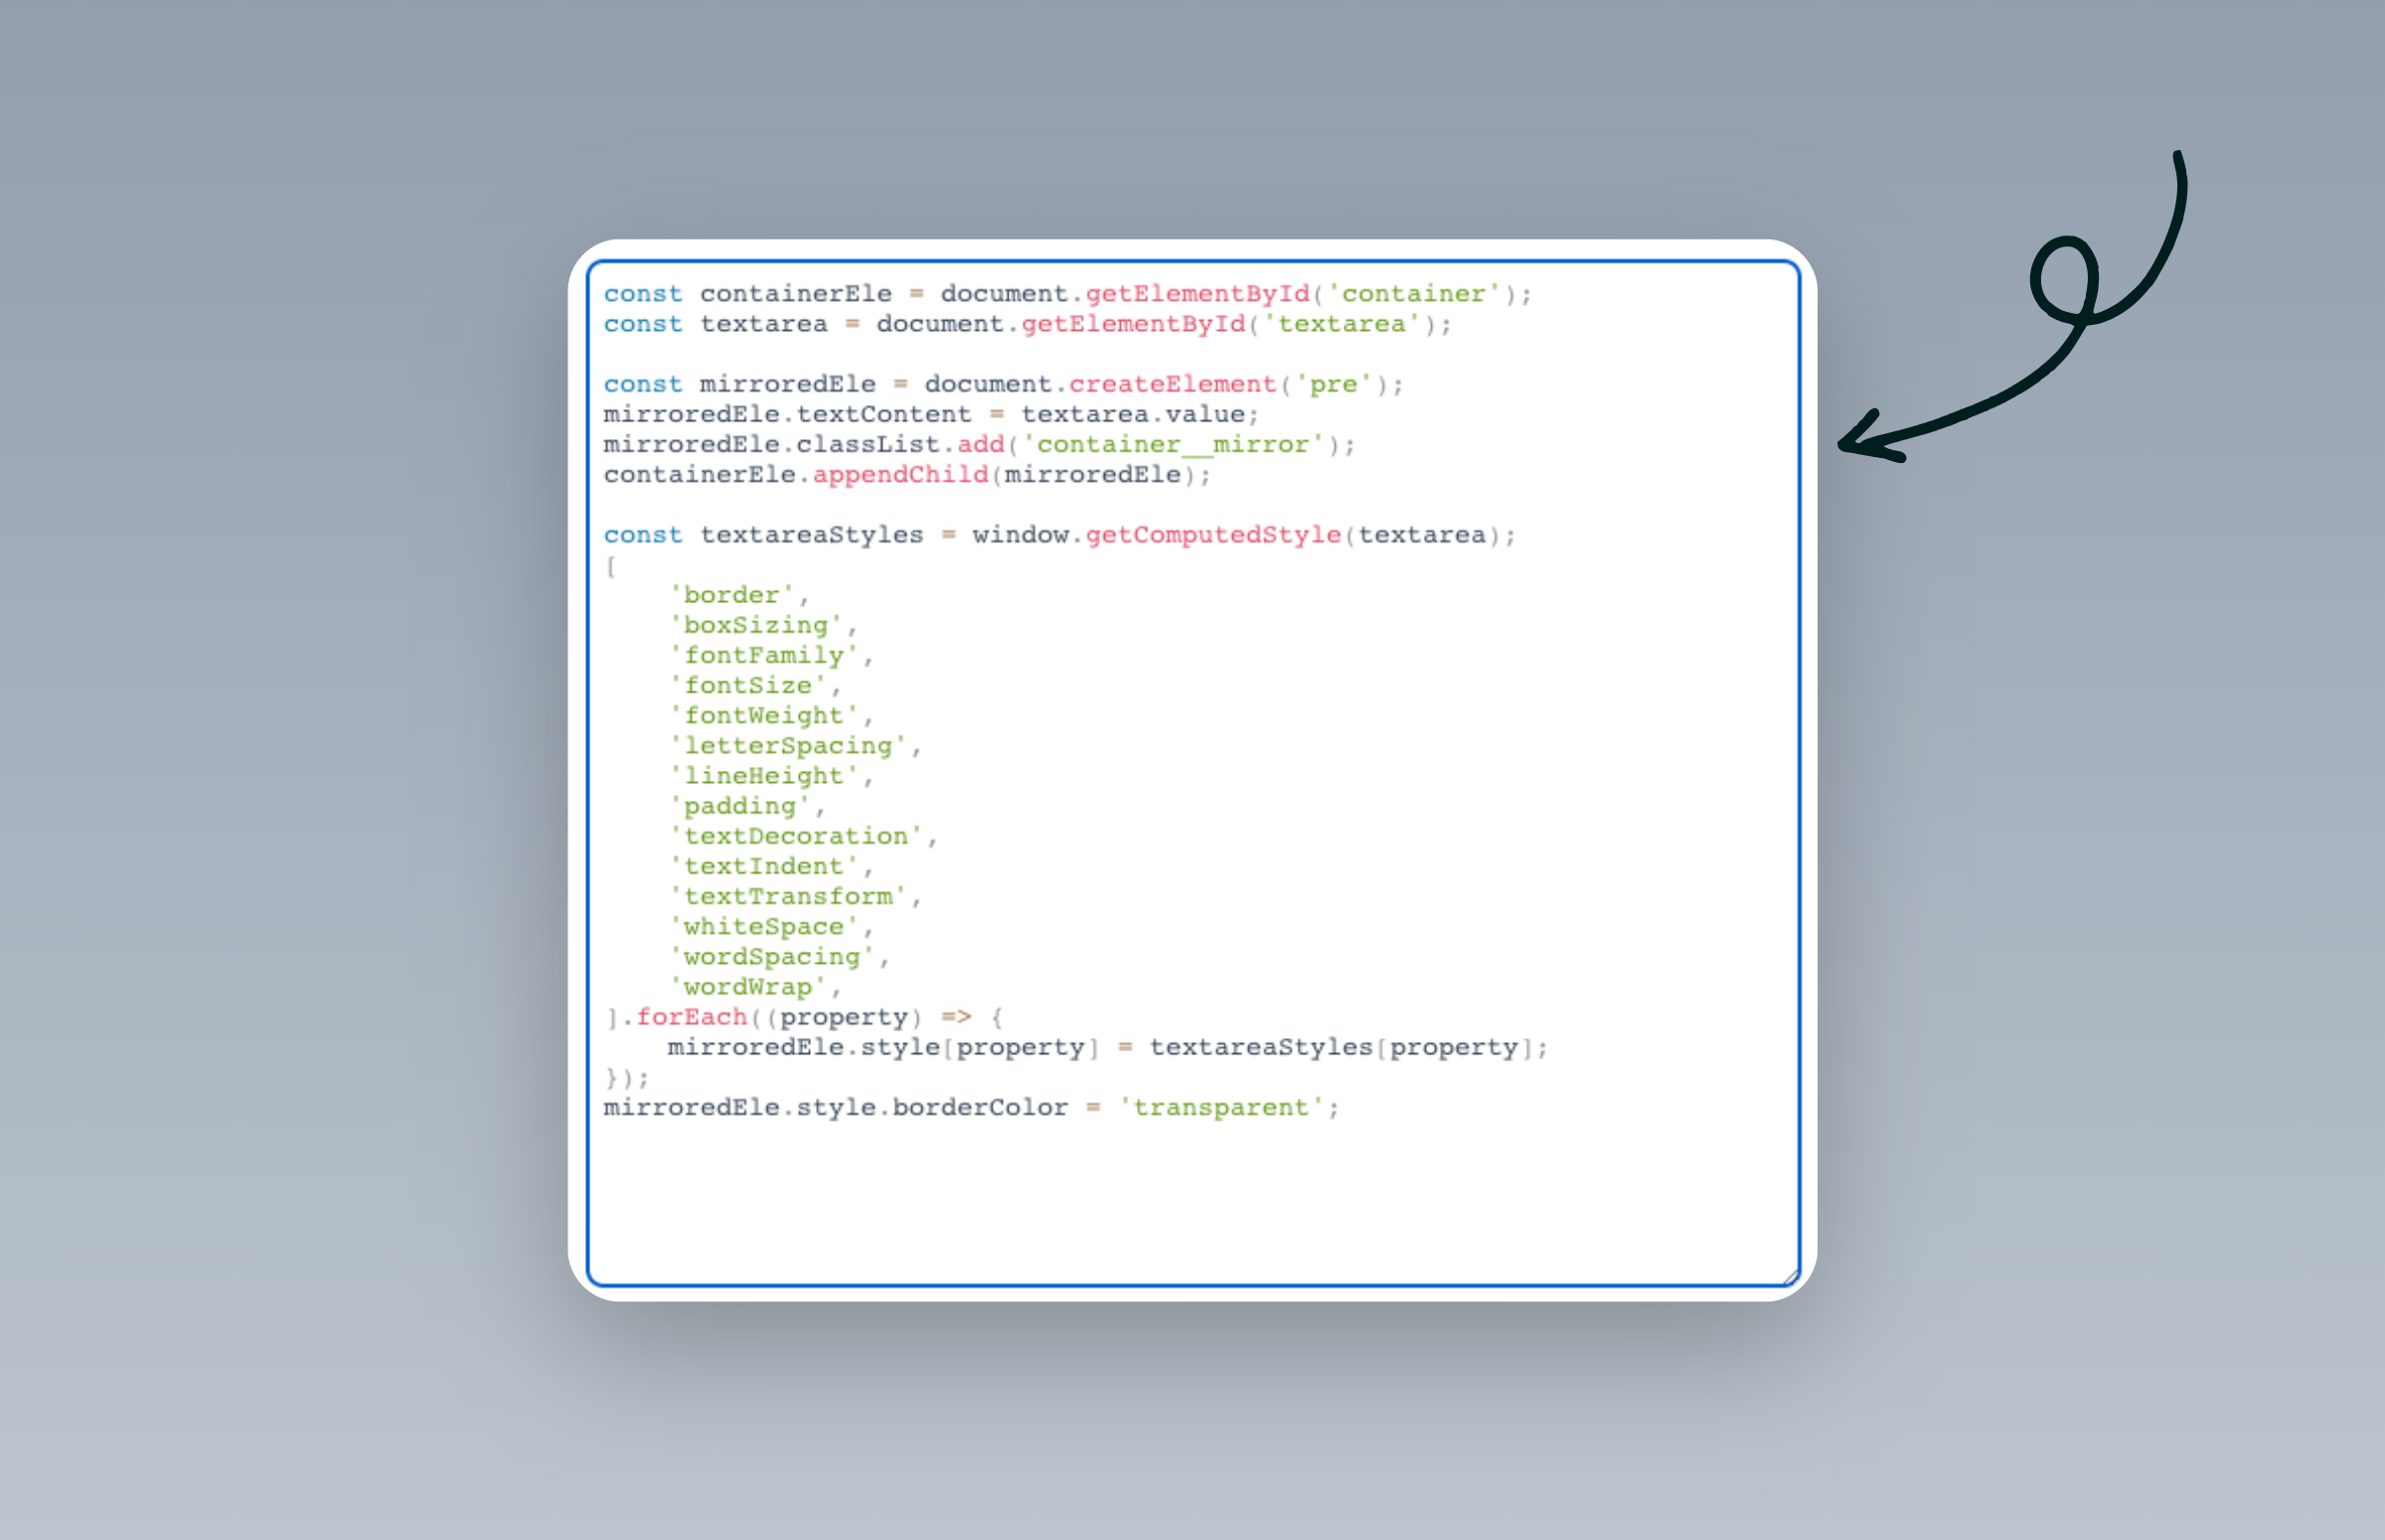 const containerEle = document.getElementById('container');
const textarea = document.getElementById('textarea');

const mirroredEle = document.createElement('pre');
mirroredEle.textContent = textarea.value;
mirroredEle.classList.add('container__mirror');
containerEle.appendChild(mirroredEle);

const textareaStyles = window.getComputedStyle(textarea);
[
    'border',
    'boxSizing',
    'fontFamily',
    'fontSize',
    'fontWeight',
    'letterSpacing',
    'lineHeight',
    'padding',
    'textDecoration',
    'textIndent',
    'textTransform',
    'whiteSpace',
    'wordSpacing',
    'wordWrap',
].forEach((property) => {
    mirroredEle.style[property] = textareaStyles[property];
});
mirroredEle.style.borderColor = 'transparent';